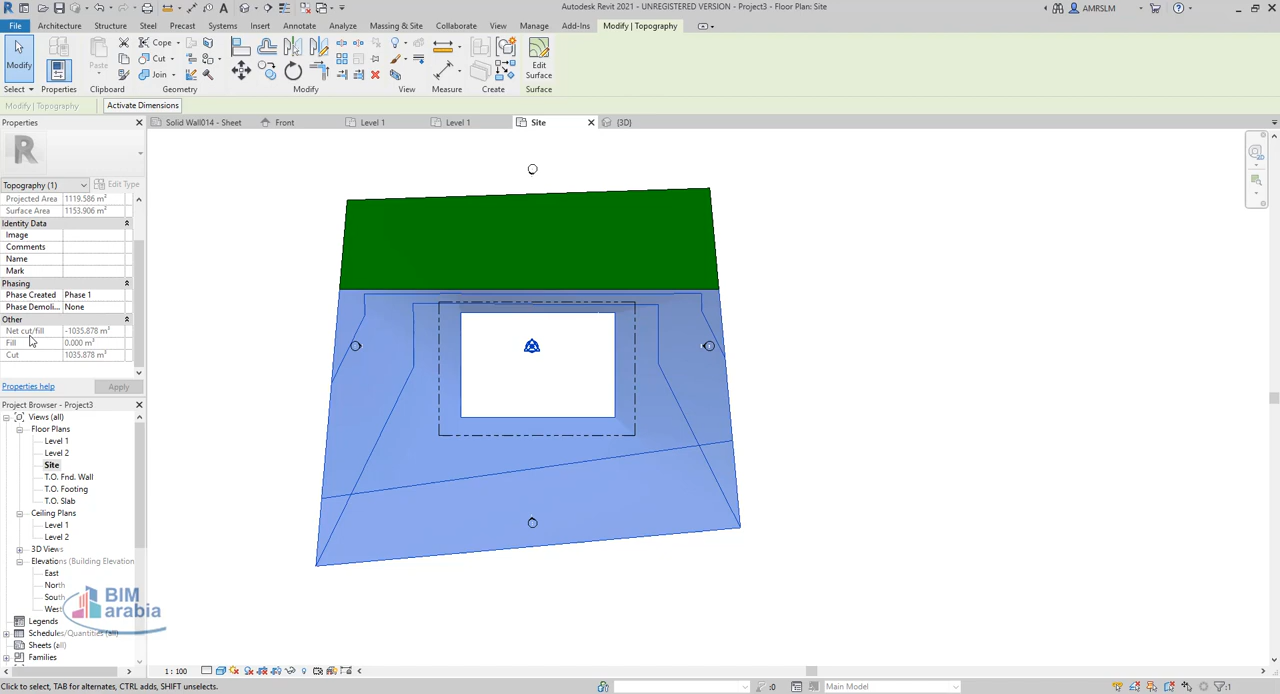 Autodesk Revit 2021 - UNREGISTERED VERSION - Project3 - Floor Plan: Site
AMRSLM
File Architecture Structure Steel Precast Systems Insert Annotate Analyze Massing & Site Collaborate View Manage Add-Ins Modify | Topography
Modify
Properties
Paste
Cope
Cut
Join
Edit
Surface
Select Properties Clipboard Geometry Modify View Measure Create Surface
Modify | Topography Activate Dimensions
Properties
Solid Wall014 - Sheet Front Level 1 Level 1 Site (3D)
Topography (1) Edit Type
Projected Area 1119.586 m²
Surface Area 1153.906 m²
Identity Data
Image
Comments
Name
Mark
Phasing
Phase Created Phase 1
Phase Demoli... None
Other
Net cut/fill -1035.878 m³
Fill 0.000 m³
Cut 1035.878 m³
Properties help Apply
Project Browser - Project3
Views (all)
Floor Plans
Level 1
Level 2
Site
T.O. Fnd. Wall
T.O. Footing
T.O. Slab
Ceiling Plans
Level 1
Level 2
3D Views
Elevations (Building Elevation
East
North
South
West
BIM
arabia
Legends
Schedules/Quantities (all)
Sheets (all)
Families
1 : 100
Click to select, TAB for alternates, CTRL adds, SHIFT unselects.
:0
Main Model
:1